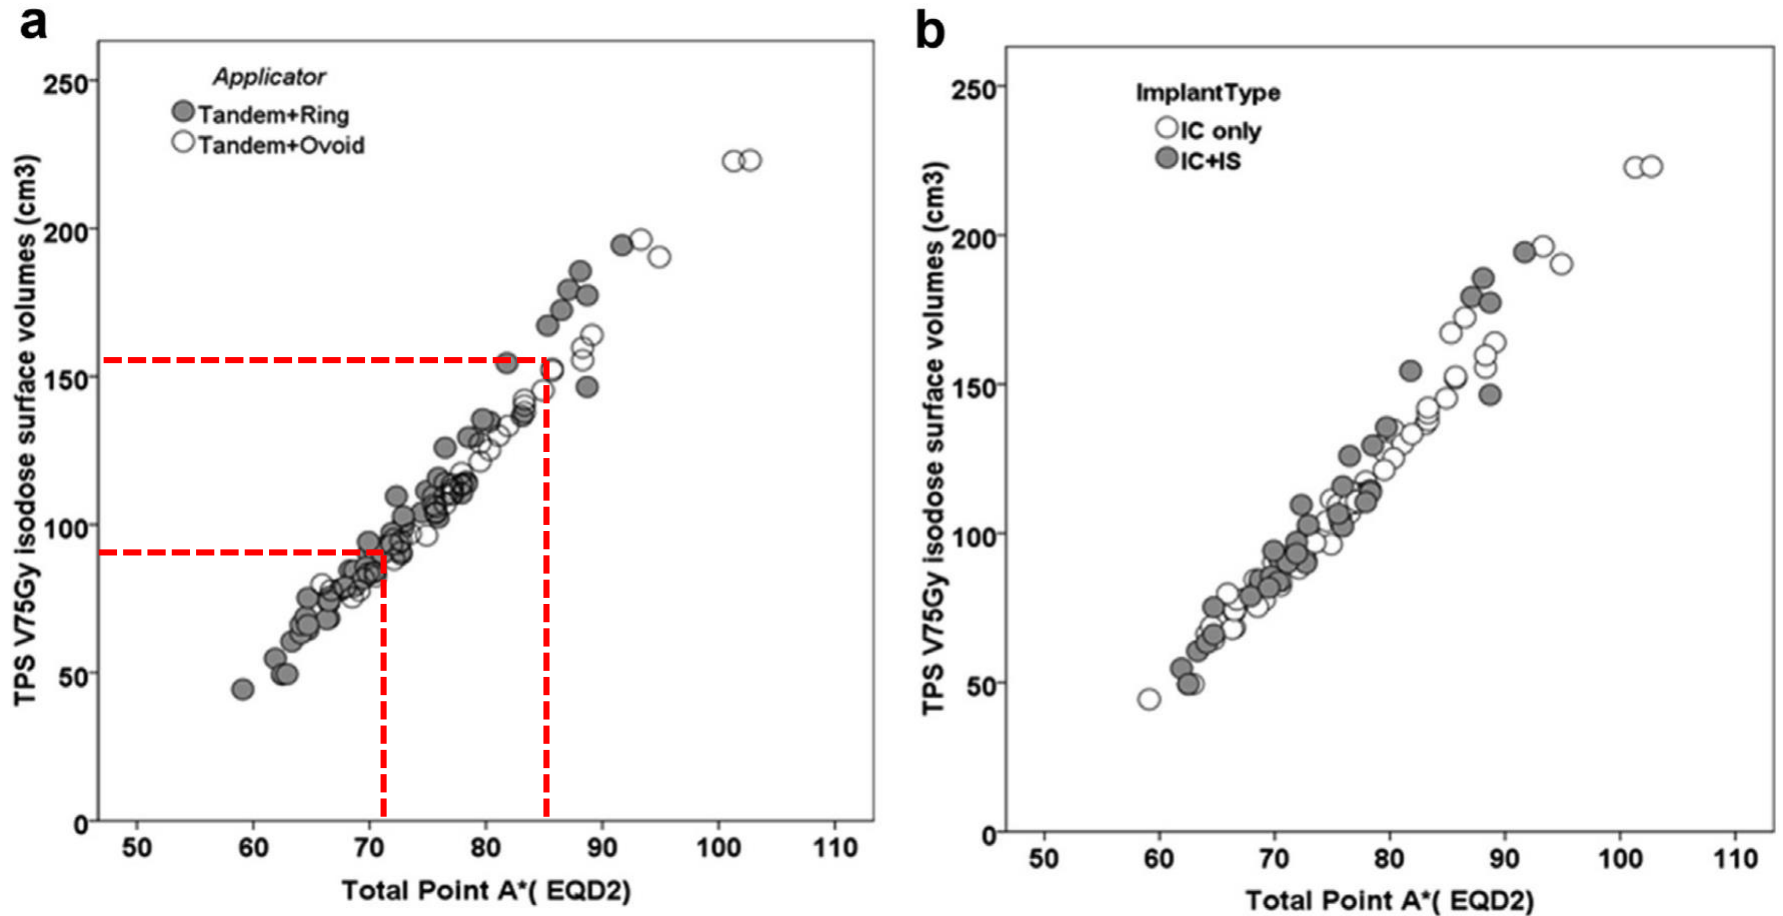 a
Applicator
Tandem+Ring
Tandem+Ovoid
TPS V75Gy isodose surface volumes (cm3)
250
200
150
100
50
0
50 60 70 80 90 100 110
Total Point A*( EQD2)
b
ImplantType
IC only
IC+IS
TPS V75Gy isodose surface volumes (cm3)
250
200
150
100
50
0
50 60 70 80 90 100 110
Total Point A*( EQD2)